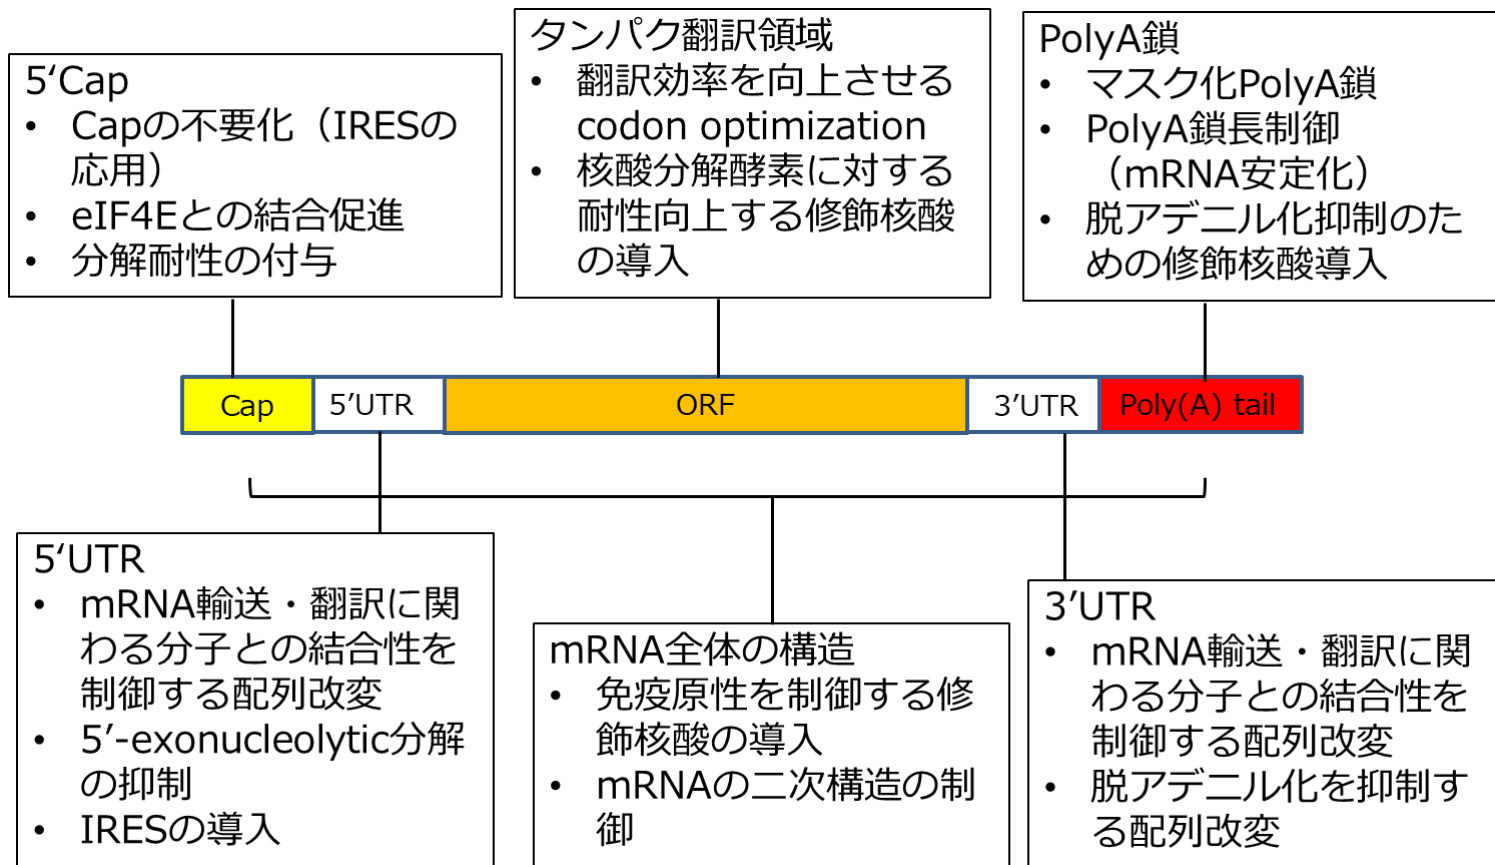 5‘Cap
• Capの不要化（IRESの
応用）
• eIF4Eとの結合促進
• 分解耐性の付与
タンパク翻訳領域
• 翻訳効率を向上させる
codon optimization
• 核酸分解酵素に対する
耐性向上する修飾核酸
の導入
PolyA鎖
• マスク化PolyA鎖
• PolyA鎖長制御
（mRNA安定化）
• 脱アデニル化抑制のた
めの修飾核酸導入
Cap 5’UTR ORF 3’UTR Poly(A) tail
5‘UTR
• mRNA輸送・翻訳に関
わる分子との結合性を
制御する配列改変
• 5’-exonucleolytic分解
の抑制
• IRESの導入
mRNA全体の構造
• 免疫原性を制御する修
飾核酸の導入
• mRNAの二次構造の制
御
3’UTR
• mRNA輸送・翻訳に関
わる分子との結合性を
制御する配列改変
• 脱アデニル化を抑制す
る配列改変